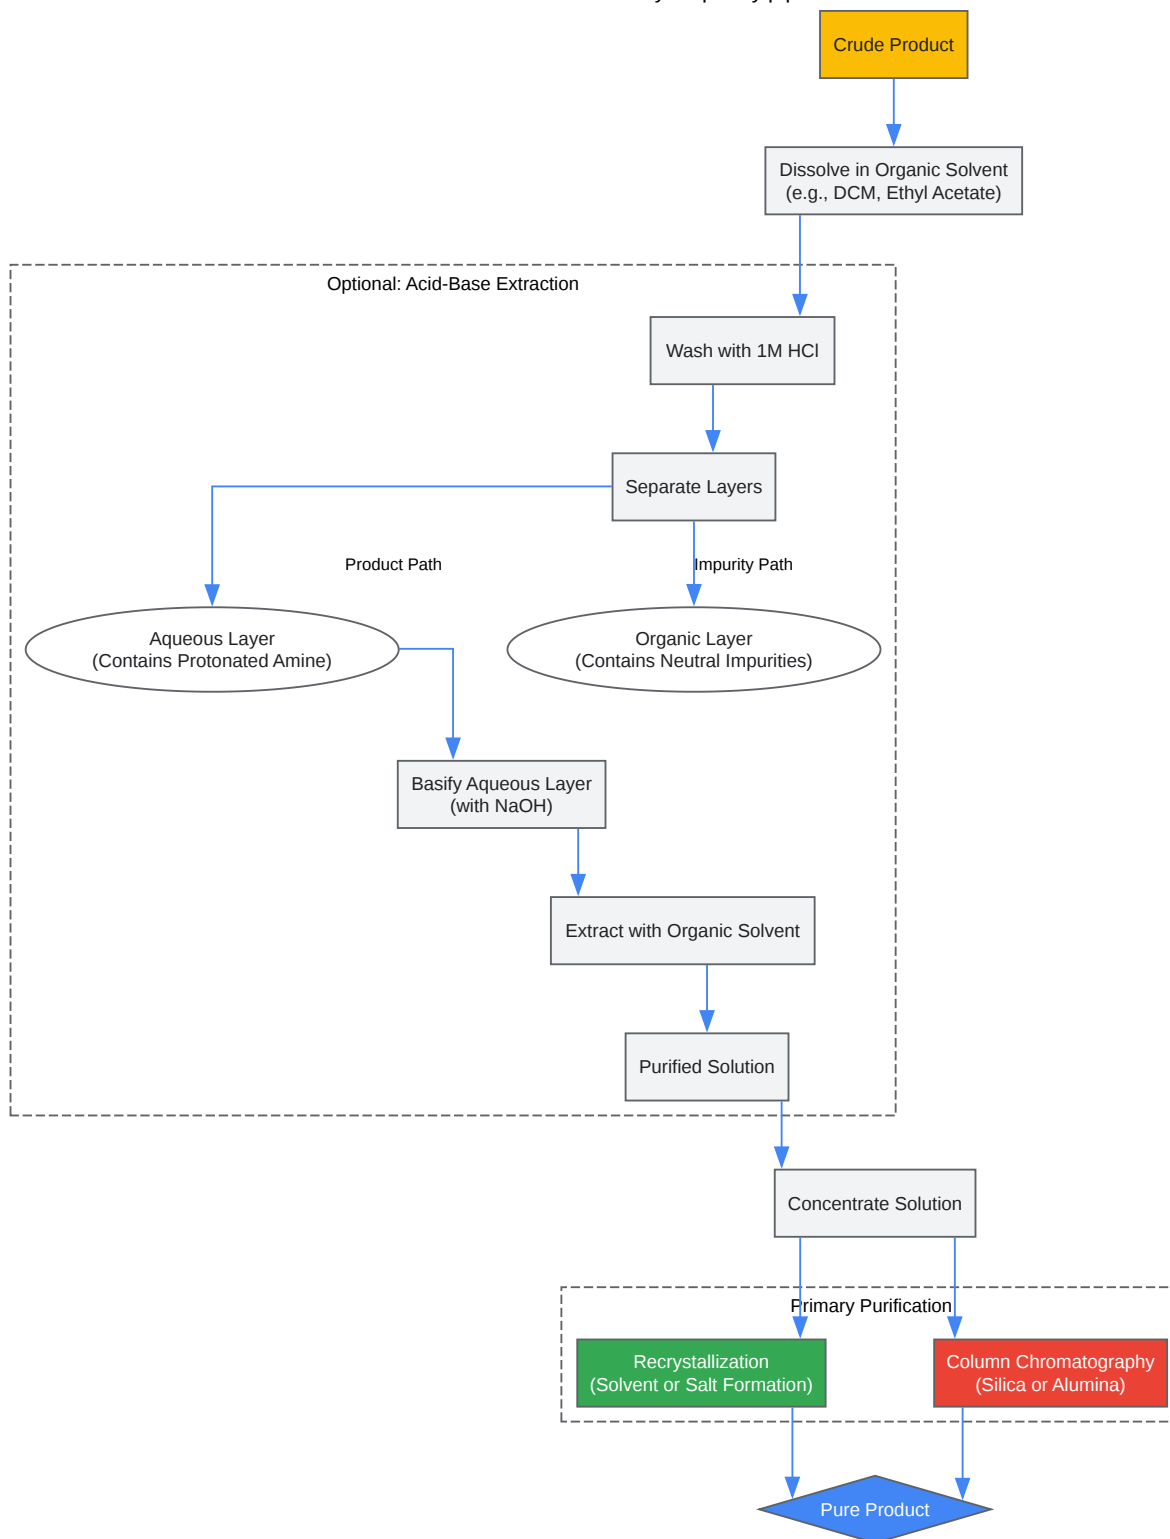 Crude Product
Dissolve in Organic Solvent
(e.g., DCM, Ethyl Acetate)
Optional: Acid-Base Extraction
Wash with 1M HCl
Separate Layers
Product Path
Impurity Path
Aqueous Layer
(Contains Protonated Amine)
Organic Layer
(Contains Neutral Impurities)
Basify Aqueous Layer
(with NaOH)
Extract with Organic Solvent
Purified Solution
Concentrate Solution
Primary Purification
Recrystallization
(Solvent or Salt Formation)
Column Chromatography
(Silica or Alumina)
Pure Product